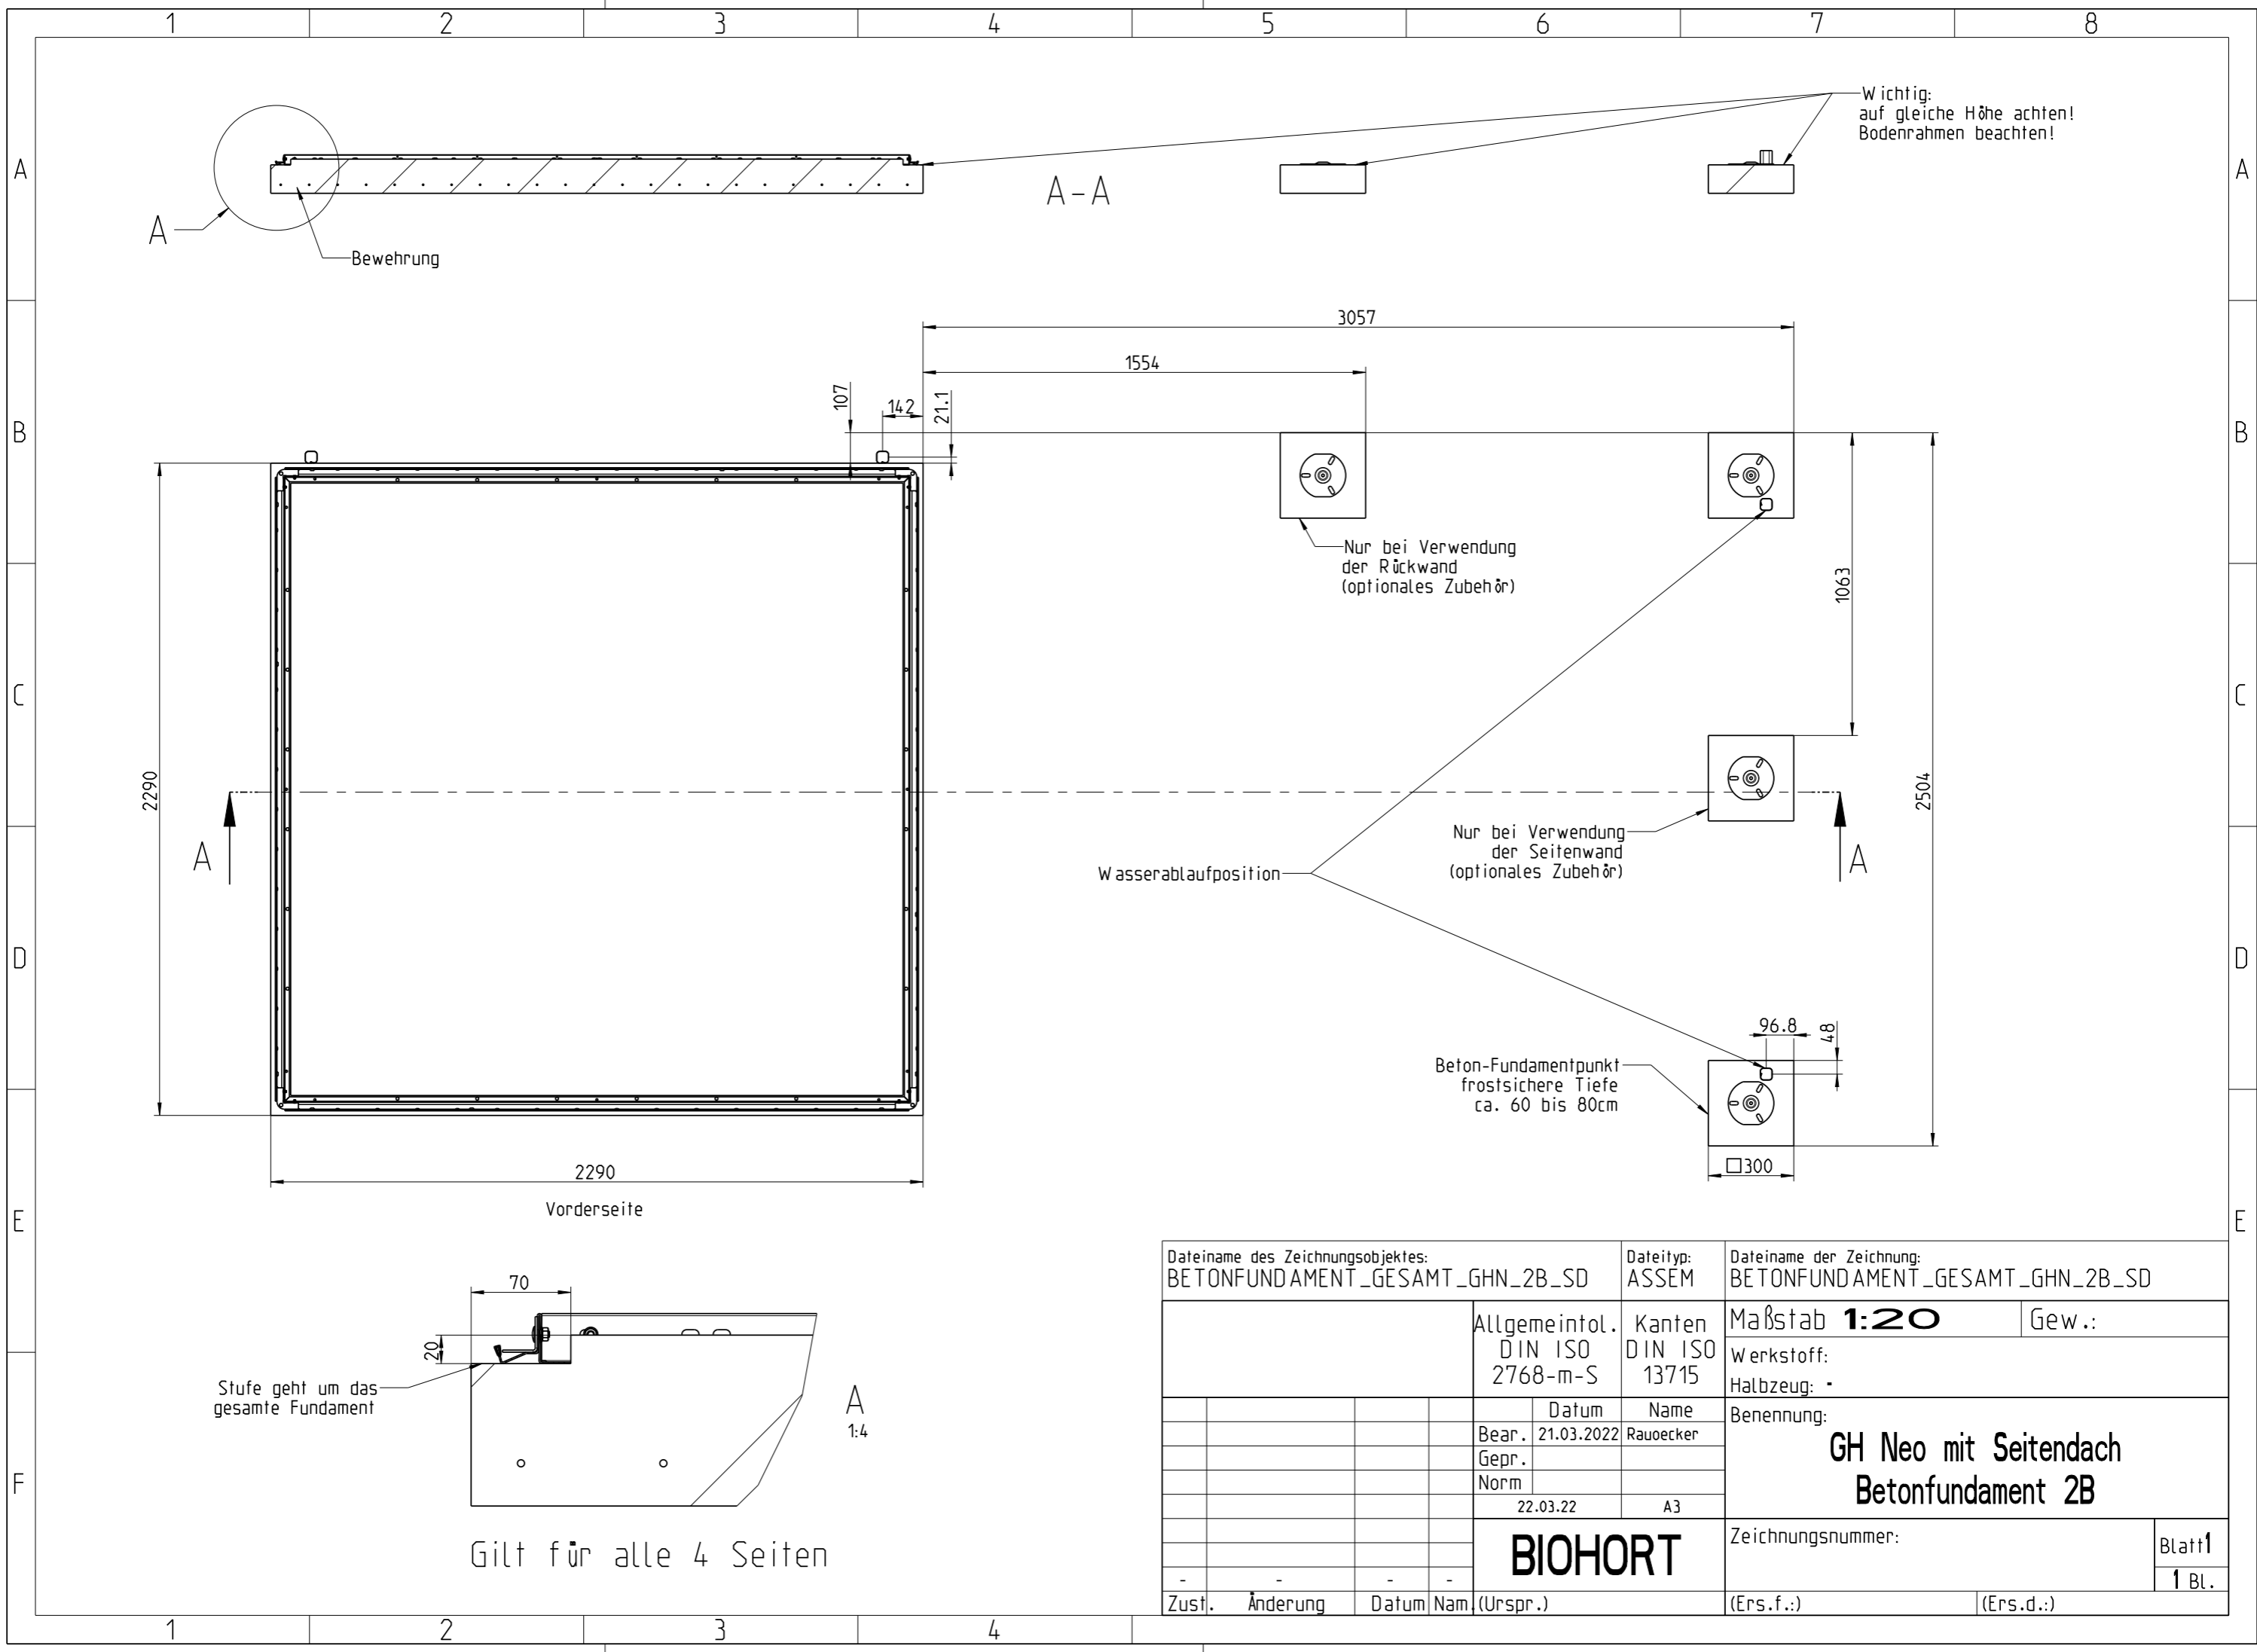 1 2 3 4 5 6 7 8
A
A
Wichtig:
auf gleiche Höhe achten!
Bodenrahmen beachten!
A-A
A
Bewehrung
3057
1554
107
142
21.1
B
B
Nur bei Verwendung
der Rückwand
(optionales Zubehör)
1063
C
C
2290
2504
A
A
Nur bei Verwendung
der Seitenwand
(optionales Zubehör)
Wasserablaufposition
D
D
96.8
48
Beton-Fundamentpunkt
frostsichere Tiefe
ca. 60 bis 80cm
□300
2290
Vorderseite
E
E
70
20
Stufe geht um das
gesamte Fundament
A
1:4
F
Gilt für alle 4 Seiten
Dateiname des Zeichnungsobjektes:
BETONFUNDAMENT_GESAMT_GHN_2B_SD
Dateityp:
ASSEM
Dateiname der Zeichnung:
BETONFUNDAMENT_GESAMT_GHN_2B_SD
Allgemeintol.
DIN ISO
2768-m-S
Kanten
DIN ISO
13715
Maßstab 1:20
Gew.:
Werkstoff:
Halbzeug: -
Datum Name
Bear. 21.03.2022 Rauoecker
Gepr.
Norm
22.03.22 A3
Benennung:
GH Neo mit Seitendach
Betonfundament 2B
BIOHORT
Zeichnungsnummer:
Blatt1
1 Bl.
- - - -
Zust. Änderung Datum Nam. (Urspr.) (Ers.f.:) (Ers.d.:)
1 2 3 4